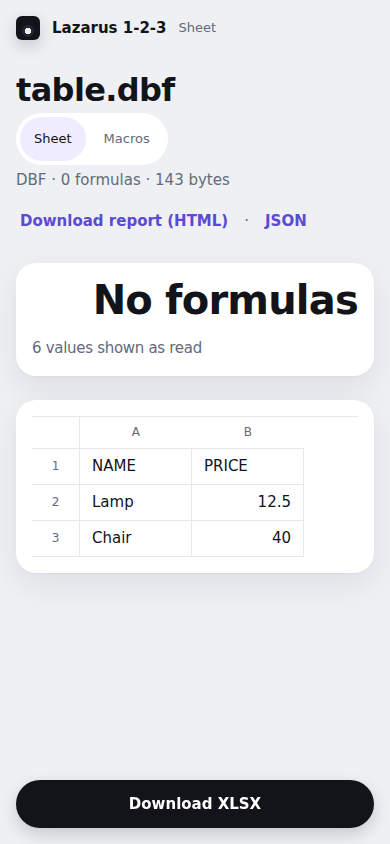 Lazarus 1-2-3 Sheet
table.dbf
Sheet Macros
DBF · 0 formulas · 143 bytes
Download report (HTML) · JSON
No formulas
6 values shown as read
A B
1 NAME PRICE
2 Lamp 12.5
3 Chair 40
Download XLSX